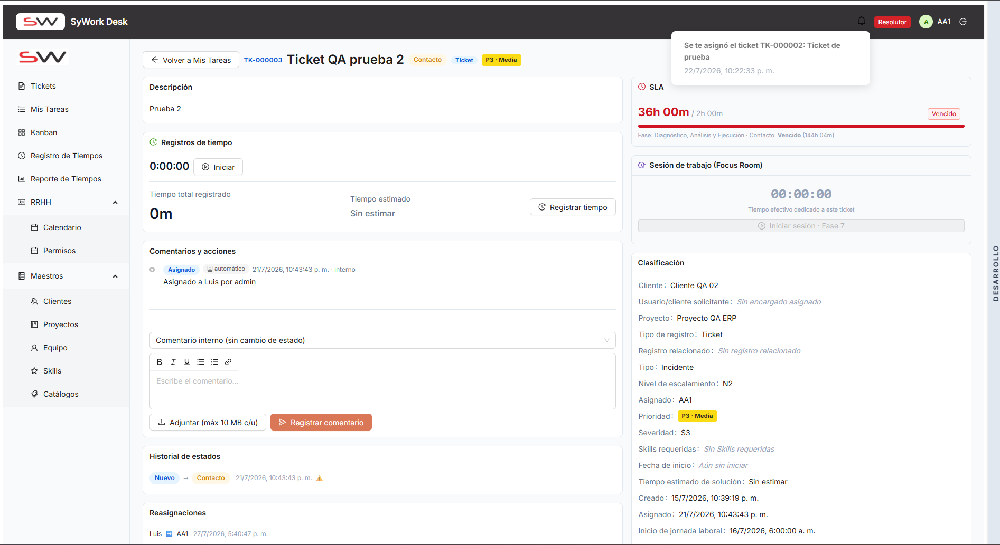 SW SyWork Desk
Resolutor
A AA1
Se te asignó el ticket TK-000002: Ticket de
prueba
22/7/2026, 10:22:33 p. m.
SW
Tickets
Mis Tareas
Kanban
Registro de Tiempos
Reporte de Tiempos
RRHH
Calendario
Permisos
Maestros
Clientes
Proyectos
Equipo
Skills
Catálogos
Volver a Mis Tareas TK-000003 Ticket QA prueba 2 Contacto Ticket P3 · Media
Descripción
Prueba 2
Registros de tiempo
0:00:00 Iniciar
Tiempo total registrado
0m
Tiempo estimado
Sin estimar
Registrar tiempo
Comentarios y acciones
Asignado automático 21/7/2026, 10:43:43 p. m. · interno
Asignado a Luis por admin
Comentario interno (sin cambio de estado)
B I U
Escribe el comentario...
Adjuntar (máx 10 MB c/u) Registrar comentario
Historial de estados
Nuevo → Contacto 21/7/2026, 10:43:43 p. m.
Reasignaciones
Luis ➡ AA1 27/7/2026, 5:40:47 p. m.
SLA
36h 00m / 2h 00m Vencido
Fase: Diagnóstico, Análisis y Ejecución · Contacto: Vencido (144h 04m)
Sesión de trabajo (Focus Room)
00:00:00
Tiempo efectivo dedicado a este ticket
Iniciar sesión · Fase 7
Clasificación
Cliente: Cliente QA 02
Usuario/cliente solicitante: Sin encargado asignado
Proyecto: Proyecto QA ERP
Tipo de registro: Ticket
Registro relacionado: Sin registro relacionado
Tipo: Incidente
Nivel de escalamiento: N2
Asignado: AA1
Prioridad: P3 · Media
Severidad: S3
Skills requeridas: Sin Skills requeridas
Fecha de inicio: Aún sin iniciar
Tiempo estimado de solución: Sin estimar
Creado: 15/7/2026, 10:39:19 p. m.
Asignado: 21/7/2026, 10:43:43 p. m.
Inicio de jornada laboral: 16/7/2026, 6:00:00 a. m.
DESARROLLO